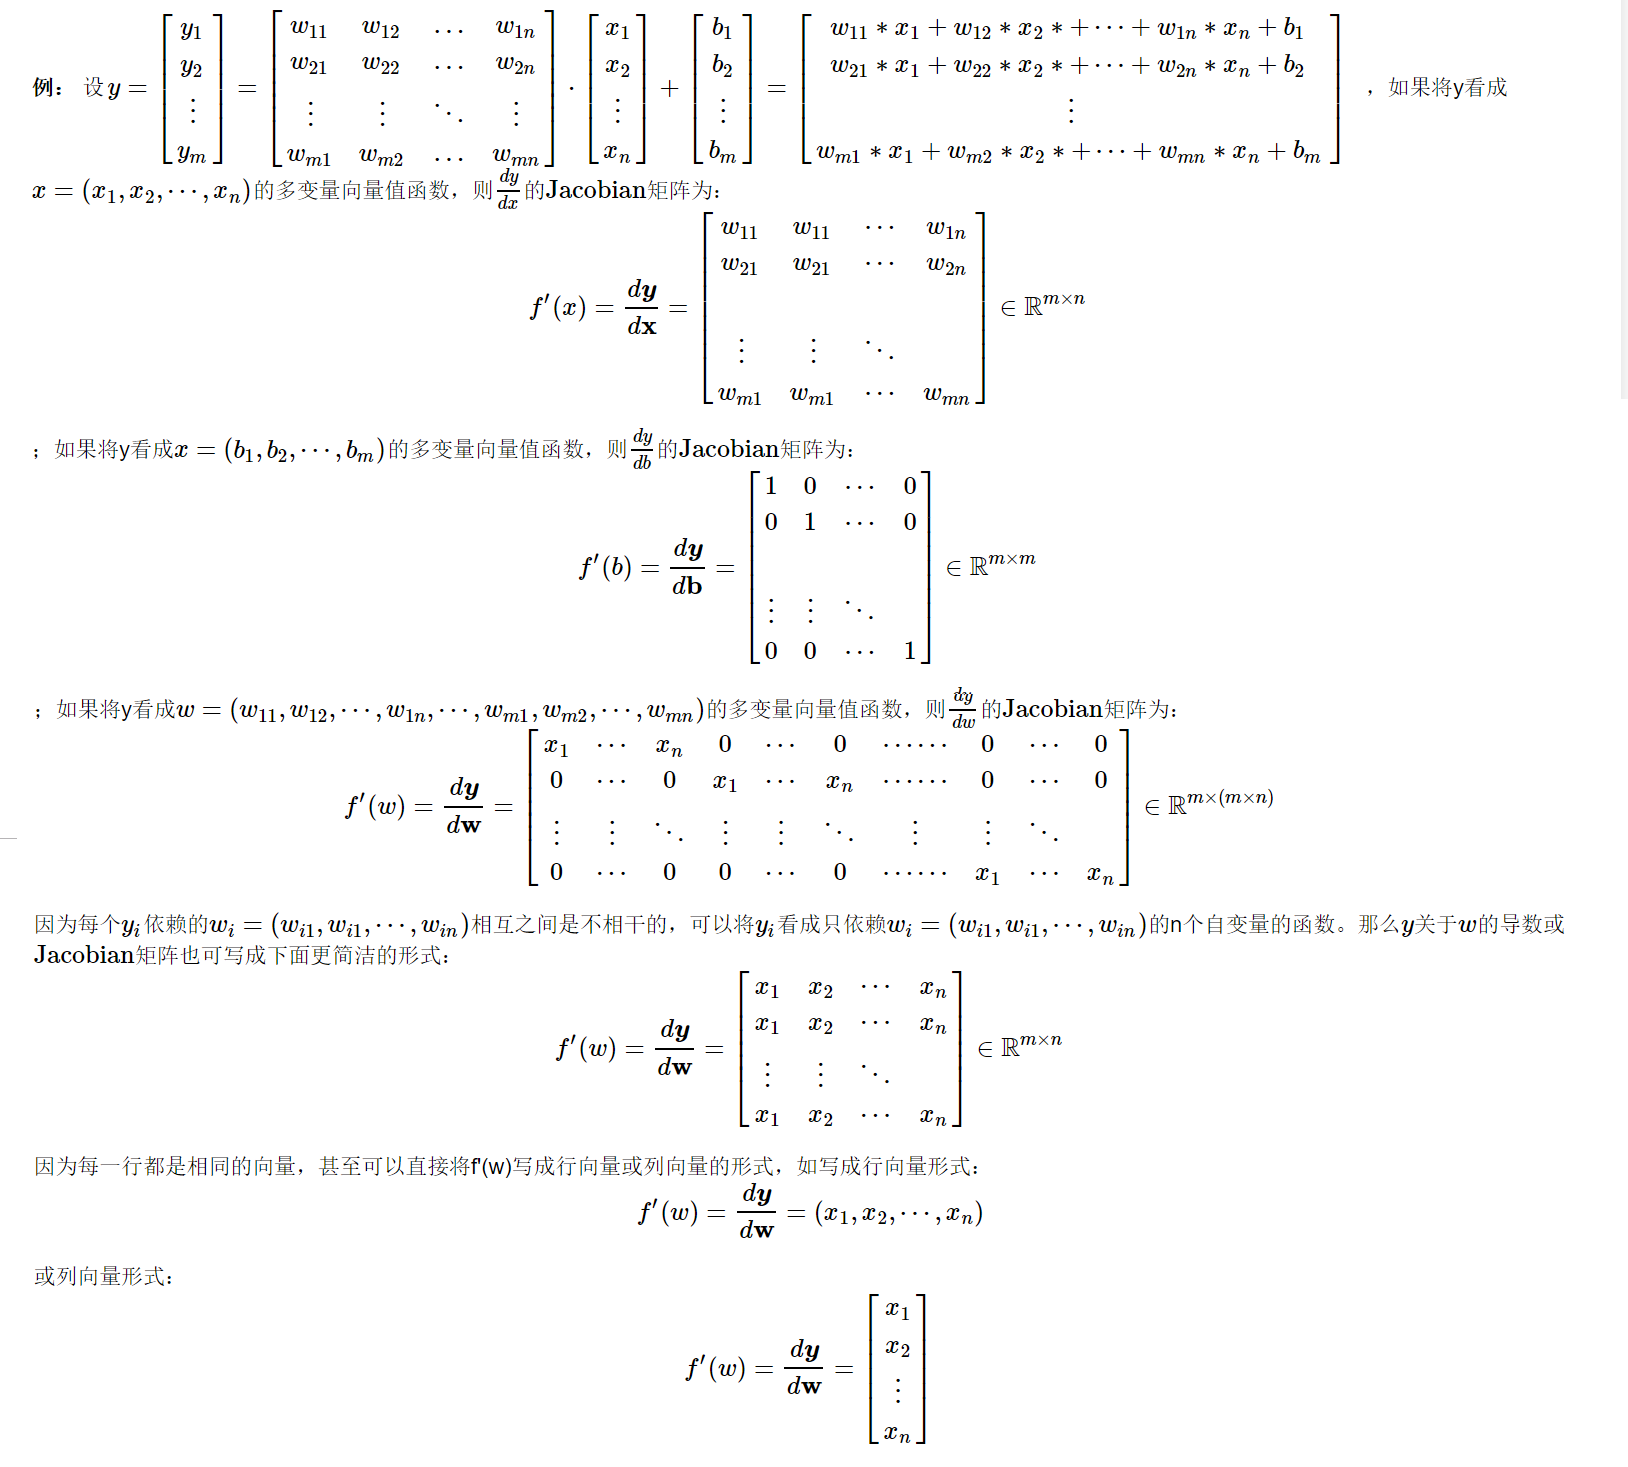 例： 设 $y = \begin{bmatrix} y_1 \\ y_2 \\ \vdots \\ y_m \end{bmatrix} = \begin{bmatrix} w_{11} & w_{12} & \dots & w_{1n} \\ w_{21} & w_{22} & \dots & w_{2n} \\ \vdots & \vdots & \ddots & \vdots \\ w_{m1} & w_{m2} & \dots & w_{mn} \end{bmatrix} \cdot \begin{bmatrix} x_1 \\ x_2 \\ \vdots \\ x_n \end{bmatrix} + \begin{bmatrix} b_1 \\ b_2 \\ \vdots \\ b_m \end{bmatrix} = \begin{bmatrix} w_{11} * x_1 + w_{12} * x_2 * + \cdots + w_{1n} * x_n + b_1 \\ w_{21} * x_1 + w_{22} * x_2 * + \cdots + w_{2n} * x_n + b_2 \\ \vdots \\ w_{m1} * x_1 + w_{m2} * x_2 * + \cdots + w_{mn} * x_n + b_m \end{bmatrix}$ ，如果将y看成
$x = (x_1, x_2, \cdots, x_n)$的多变量向量值函数，则$\frac{dy}{dx}$的Jacobian矩阵为：
$f'(x) = \frac{d\boldsymbol{y}}{d\mathbf{x}} = \begin{bmatrix} w_{11} & w_{11} & \cdots & w_{1n} \\ w_{21} & w_{21} & \cdots & w_{2n} \\ \\ \vdots & \vdots & \ddots & \\ w_{m1} & w_{m1} & \cdots & w_{mn} \end{bmatrix} \in \mathbb{R}^{m \times n}$
；如果将y看成$x = (b_1, b_2, \cdots, b_m)$的多变量向量值函数，则$\frac{dy}{db}$的Jacobian矩阵为：
$f'(b) = \frac{d\boldsymbol{y}}{d\mathbf{b}} = \begin{bmatrix} 1 & 0 & \cdots & 0 \\ 0 & 1 & \cdots & 0 \\ \\ \vdots & \vdots & \ddots & \\ 0 & 0 & \cdots & 1 \end{bmatrix} \in \mathbb{R}^{m \times m}$
；如果将y看成$w = (w_{11}, w_{12}, \cdots, w_{1n}, \cdots, w_{m1}, w_{m2}, \cdots, w_{mn})$的多变量向量值函数，则$\frac{dy}{dw}$的Jacobian矩阵为：
$f'(w) = \frac{d\boldsymbol{y}}{d\mathbf{w}} = \begin{bmatrix} x_1 & \cdots & x_n & 0 & \cdots & 0 & \cdots\cdots & 0 & \cdots & 0 \\ 0 & \cdots & 0 & x_1 & \cdots & x_n & \cdots\cdots & 0 & \cdots & 0 \\ \vdots & \vdots & \ddots & \vdots & \vdots & \ddots & \vdots & \vdots & \ddots & \\ 0 & \cdots & 0 & 0 & \cdots & 0 & \cdots\cdots & x_1 & \cdots & x_n \end{bmatrix} \in \mathbb{R}^{m \times (m \times n)}$
因为每个$y_i$依赖的$w_i = (w_{i1}, w_{i1}, \cdots, w_{in})$相互之间是不相干的，可以将$y_i$看成只依赖$w_i = (w_{i1}, w_{i1}, \cdots, w_{in})$的n个自变量的函数。那么$y$关于$w$的导数或
Jacobian矩阵也可写成下面更简洁的形式：
$f'(w) = \frac{d\boldsymbol{y}}{d\mathbf{w}} = \begin{bmatrix} x_1 & x_2 & \cdots & x_n \\ x_1 & x_2 & \cdots & x_n \\ \vdots & \vdots & \ddots & \\ x_1 & x_2 & \cdots & x_n \end{bmatrix} \in \mathbb{R}^{m \times n}$
因为每一行都是相同的向量，甚至可以直接将f'(w)写成行向量或列向量的形式，如写成行向量形式：
$f'(w) = \frac{d\boldsymbol{y}}{d\mathbf{w}} = (x_1, x_2, \cdots, x_n)$
或列向量形式：
$f'(w) = \frac{d\boldsymbol{y}}{d\mathbf{w}} = \begin{bmatrix} x_1 \\ x_2 \\ \vdots \\ x_n \end{bmatrix}$